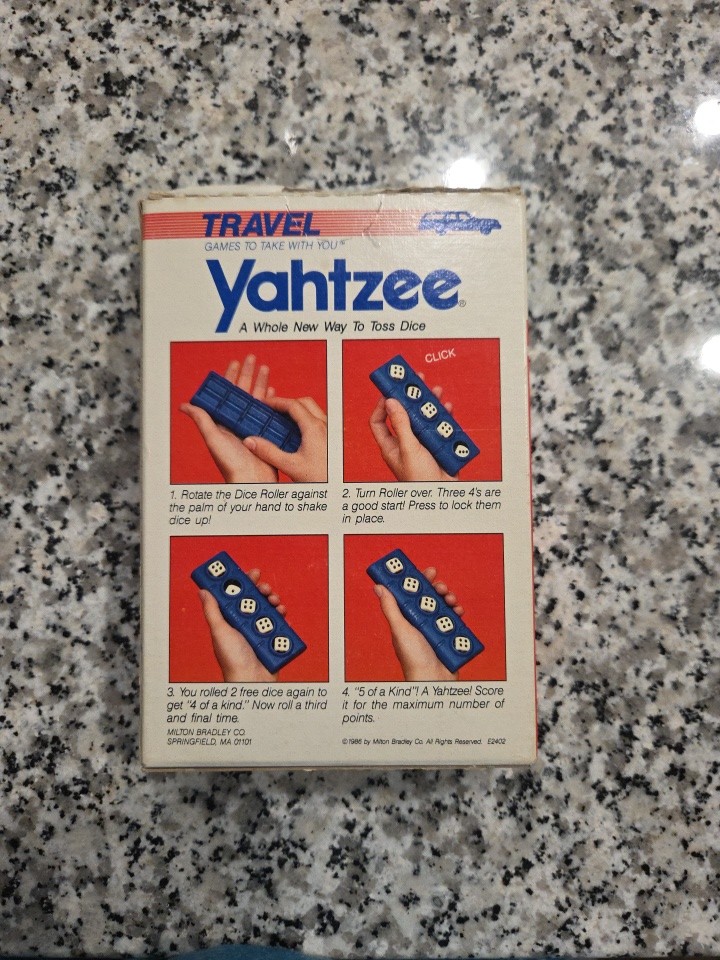 TRAVEL
GAMES TO TAKE WITH YOU™
Yahtzee®
A Whole New Way To Toss Dice
CLICK
1. Rotate the Dice Roller against
the palm of your hand to shake
dice up!
2. Turn Roller over. Three 4's are
a good start! Press to lock them
in place.
3. You rolled 2 free dice again to
get "4 of a kind." Now roll a third
and final time.
4. "5 of a Kind"! A Yahtzee! Score
it for the maximum number of
points.
MILTON BRADLEY CO.
SPRINGFIELD, MA 01101
©1986 by Milton Bradley Co. All Rights Reserved. E2402